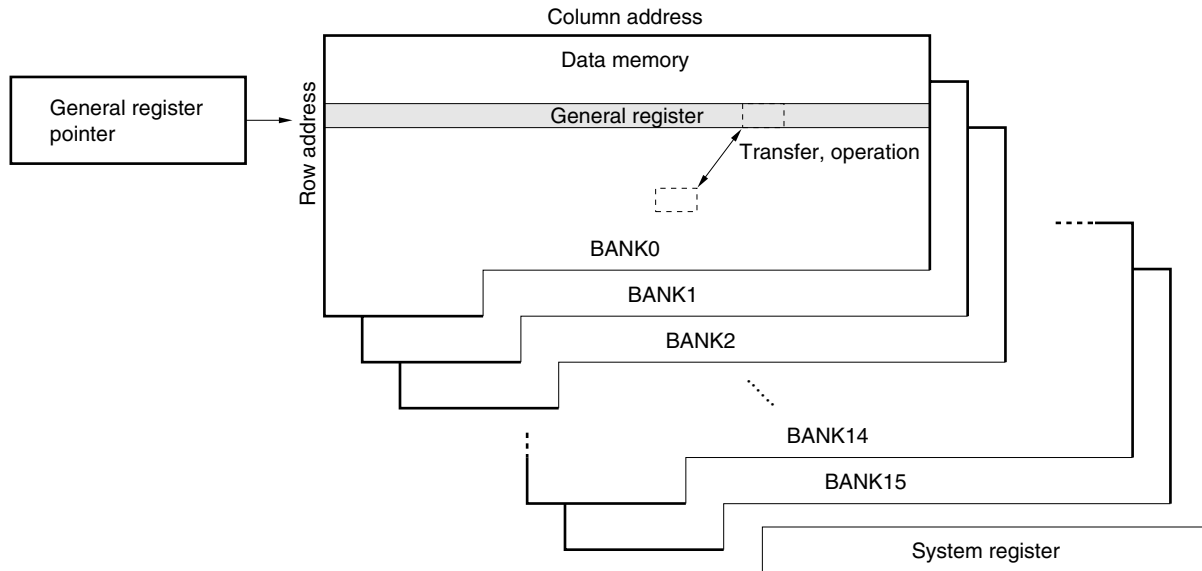 Column address
Data memory
General register
pointer
Row address
General register
Transfer, operation
BANK0
BANK1
BANK2
BANK14
BANK15
System register